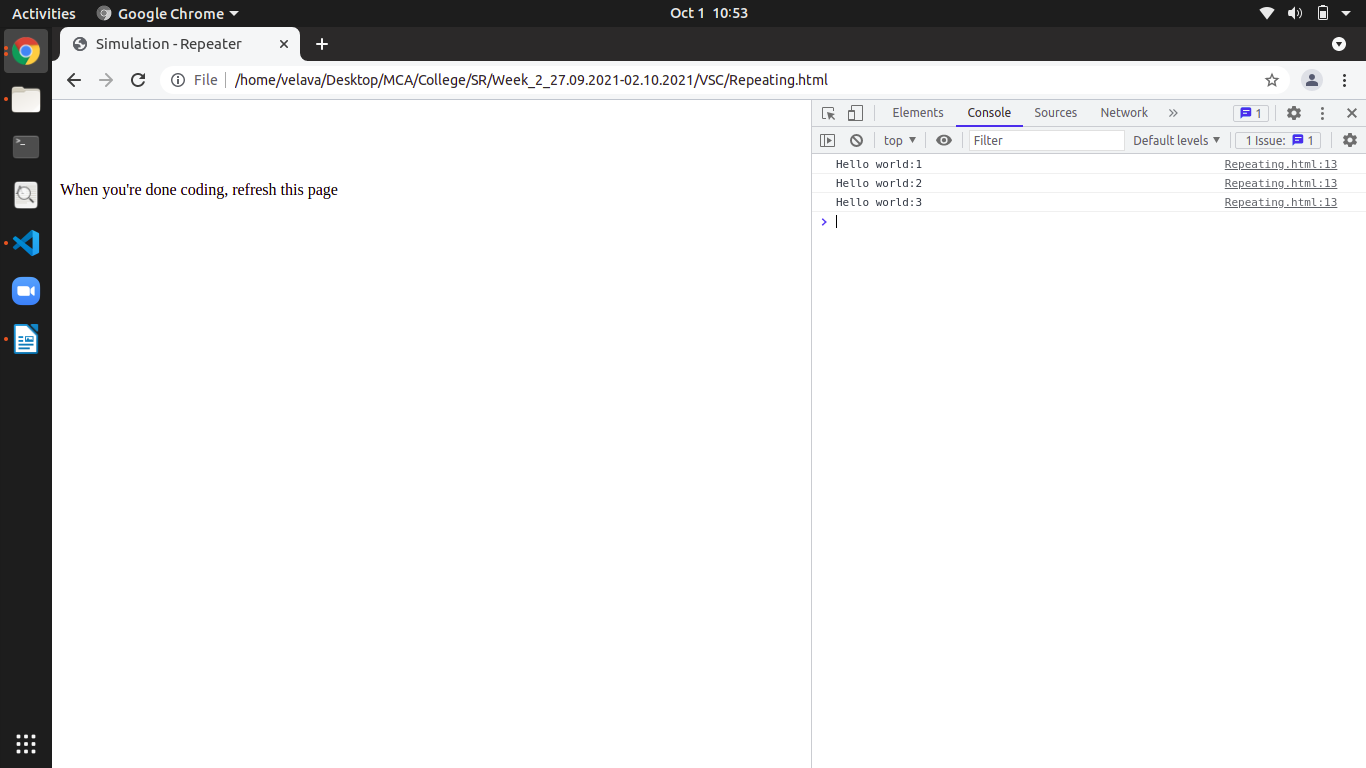 Activities Google Chrome Oct 1 10:53
Simulation - Repeater
File /home/velava/Desktop/MCA/College/SR/Week_2_27.09.2021-02.10.2021/VSC/Repeating.html
Elements Console Sources Network » 1
top Filter Default levels 1 Issue: 1
Hello world:1 Repeating.html:13
Hello world:2 Repeating.html:13
Hello world:3 Repeating.html:13
>
When you're done coding, refresh this page